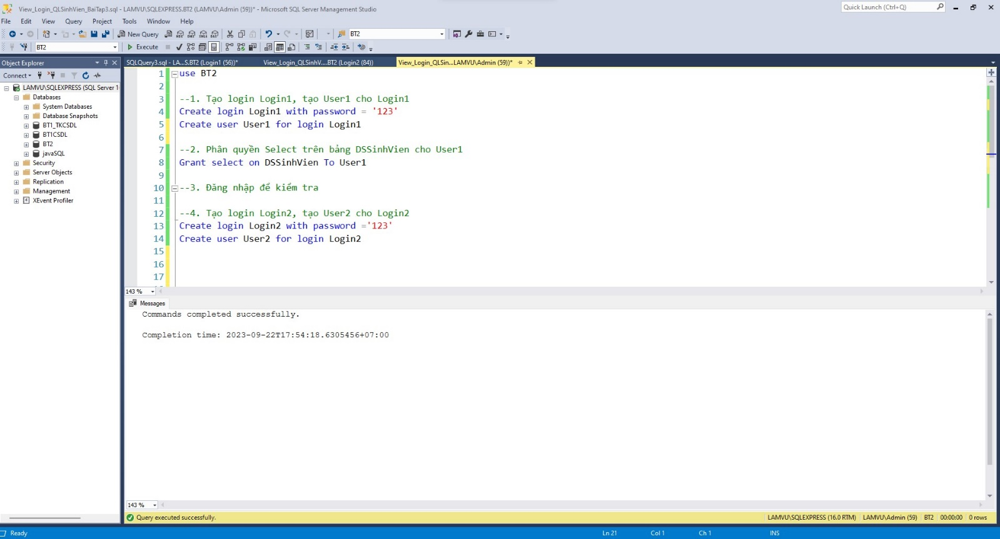 View_Login_QLSinhVien_BaiTap3.sql - LAMVU\SQLEXPRESS.BT2 (LAMVU\Admin (59))* - Microsoft SQL Server Management Studio
Quick Launch (Ctrl+Q)
File Edit View Query Project Tools Window Help
New Query
BT2
BT2
Execute
Object Explorer
SQLQuery3.sql - LA...S.BT2 (Login1 (56))*
View_Login_QLSinhV....BT2 (Login2 (84))
View_Login_QLSin...LAMVU\Admin (59))*
Connect
LAMVU\SQLEXPRESS (SQL Server 1
Databases
System Databases
Database Snapshots
BT1_TKCSDL
BT1CSDL
BT2
javaSQL
Security
Server Objects
Replication
Management
XEvent Profiler
1 use BT2
2
3 --1. Tạo login Login1, tạo User1 cho Login1
4 Create login Login1 with password = '123'
5 Create user User1 for login Login1
6
7 --2. Phân quyền Select trên bảng DSSinhVien cho User1
8 Grant select on DSSinhVien To User1
9
10 --3. Đăng nhập để kiểm tra
11
12 --4. Tạo login Login2, tạo User2 cho Login2
13 Create login Login2 with password ='123'
14 Create user User2 for login Login2
15
16
17
143 %
Messages
Commands completed successfully.
Completion time: 2023-09-22T17:54:18.6305456+07:00
143 %
Query executed successfully.
LAMVU\SQLEXPRESS (16.0 RTM) LAMVU\Admin (59) BT2 00:00:00 0 rows
Ready
Ln 21 Col 1 Ch 1 INS